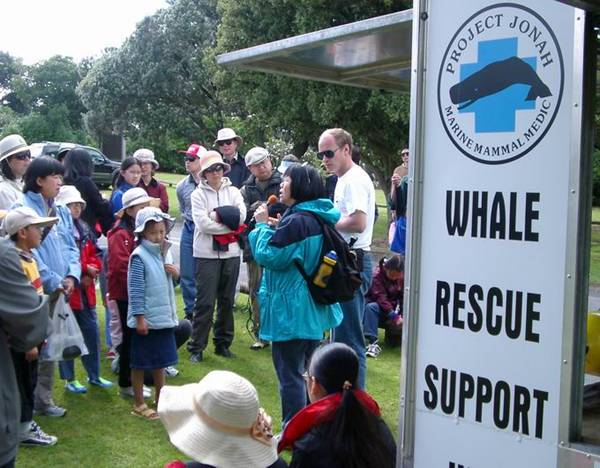 PROJECT JONAH
MARINE MAMMAL MEDIC
WHALE
RESCUE
SUPPORT